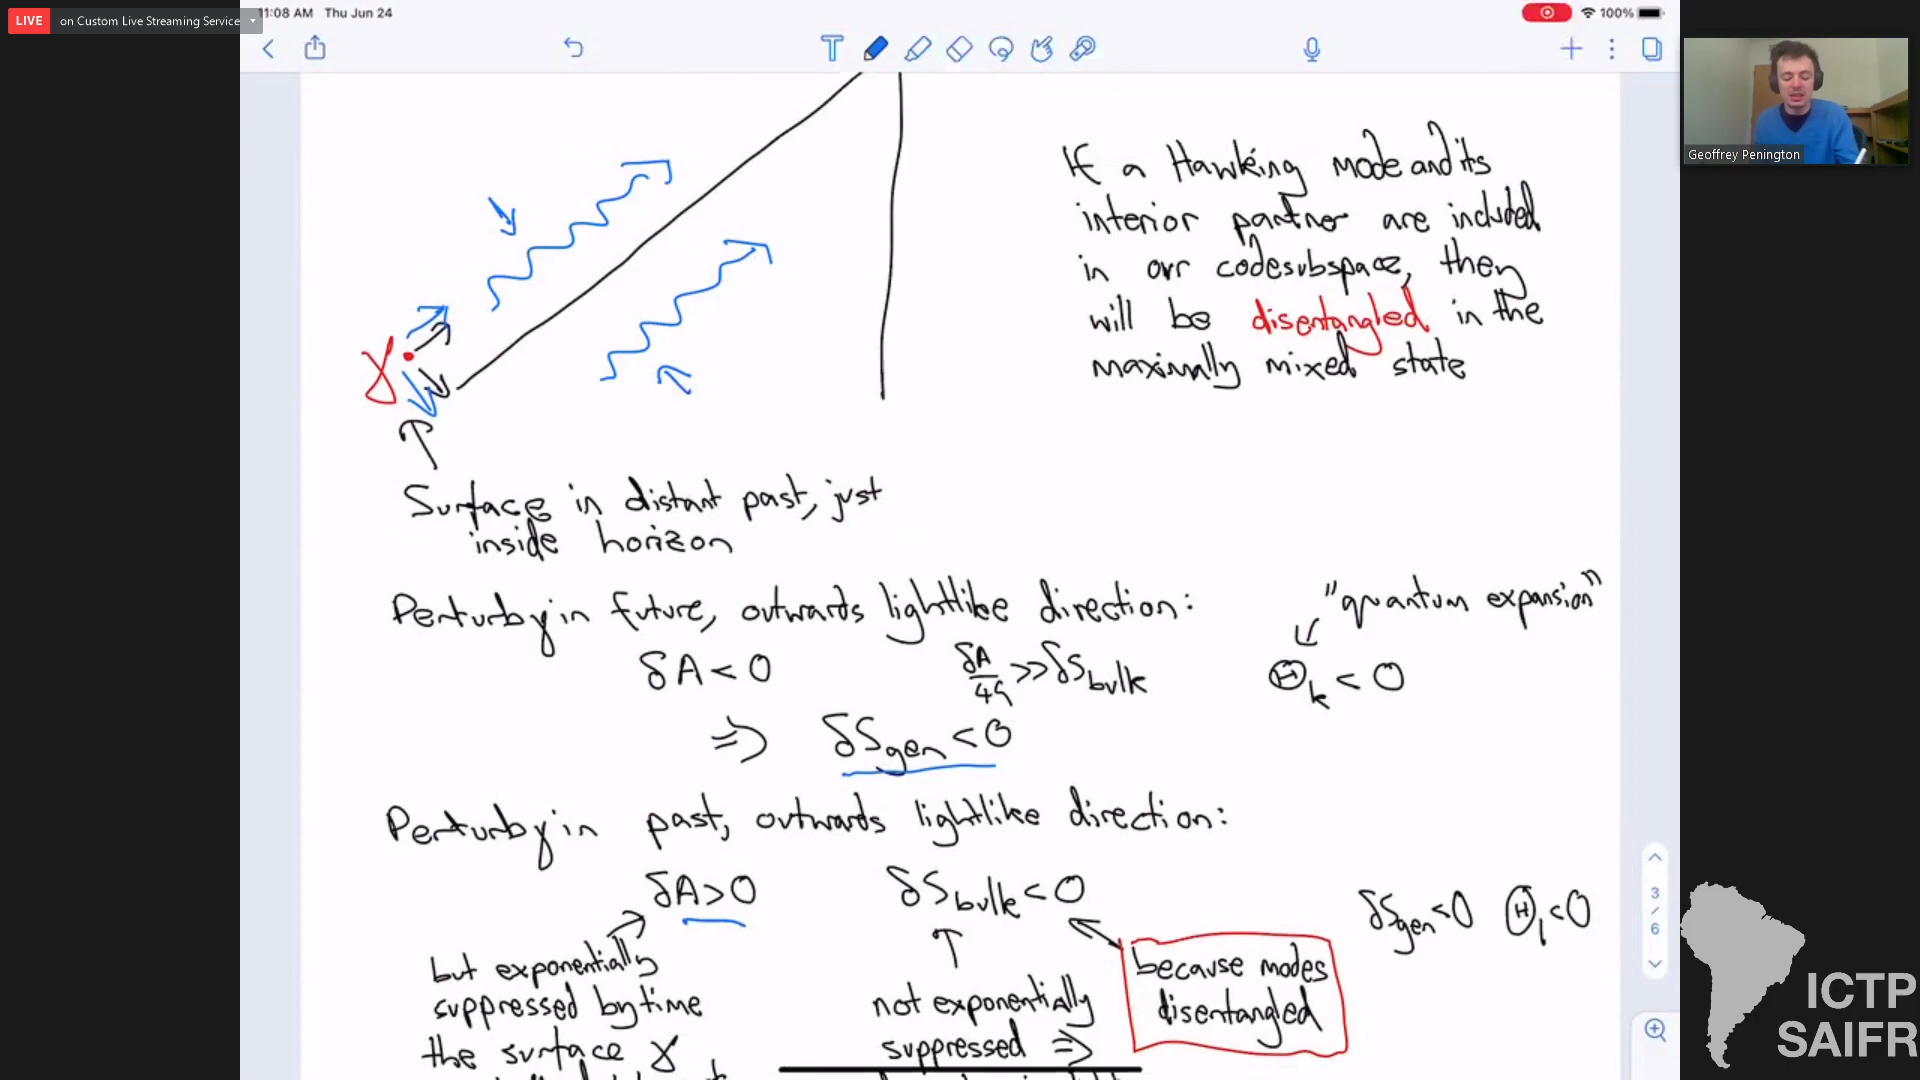 LIVE on Custom Live Streaming Service
11:08 AM Thu Jun 24
100%
Geoffrey Penington
If a Hawking mode and its
interior partner are included
in our codesubspace, they
will be disentangled in the
maximally mixed state
γ
Surface in distant past, just
inside horizon
Perturbγ in future, outwards lightlike direction:
"quantum expansion"
δA < 0
δA/4G >> δS_bulk
Θ_k < 0
⇒ δS_gen < 0
Perturbγ in past, outwards lightlike direction:
δA > 0
δS_bulk < 0
δS_gen < 0 Θ_l < 0
but exponentially
suppressed by time
the surface γ
not exponentially
suppressed ⇒
because modes
disentangled
3
/
6
ICTP
SAIFR